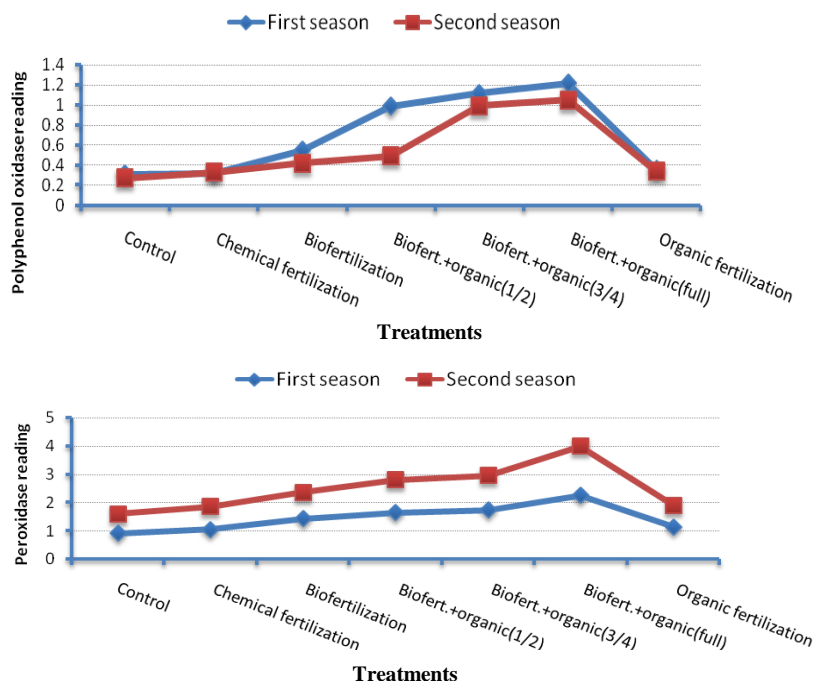 First season Second season
Polyphenol oxidasereading
1.4
1.2
1
0.8
0.6
0.4
0.2
0
Control
Chemical fertilization
Biofertilization
Biofert.+organic(1/2)
Biofert.+organic(3/4)
Biofert.+organic(full)
Organic fertilization
Treatments
First season Second season
Peroxidase reading
5
4
3
2
1
0
Control
Chemical fertilization
Biofertilization
Biofert.+organic(1/2)
Biofert.+organic(3/4)
Biofert.+organic(full)
Organic fertilization
Treatments